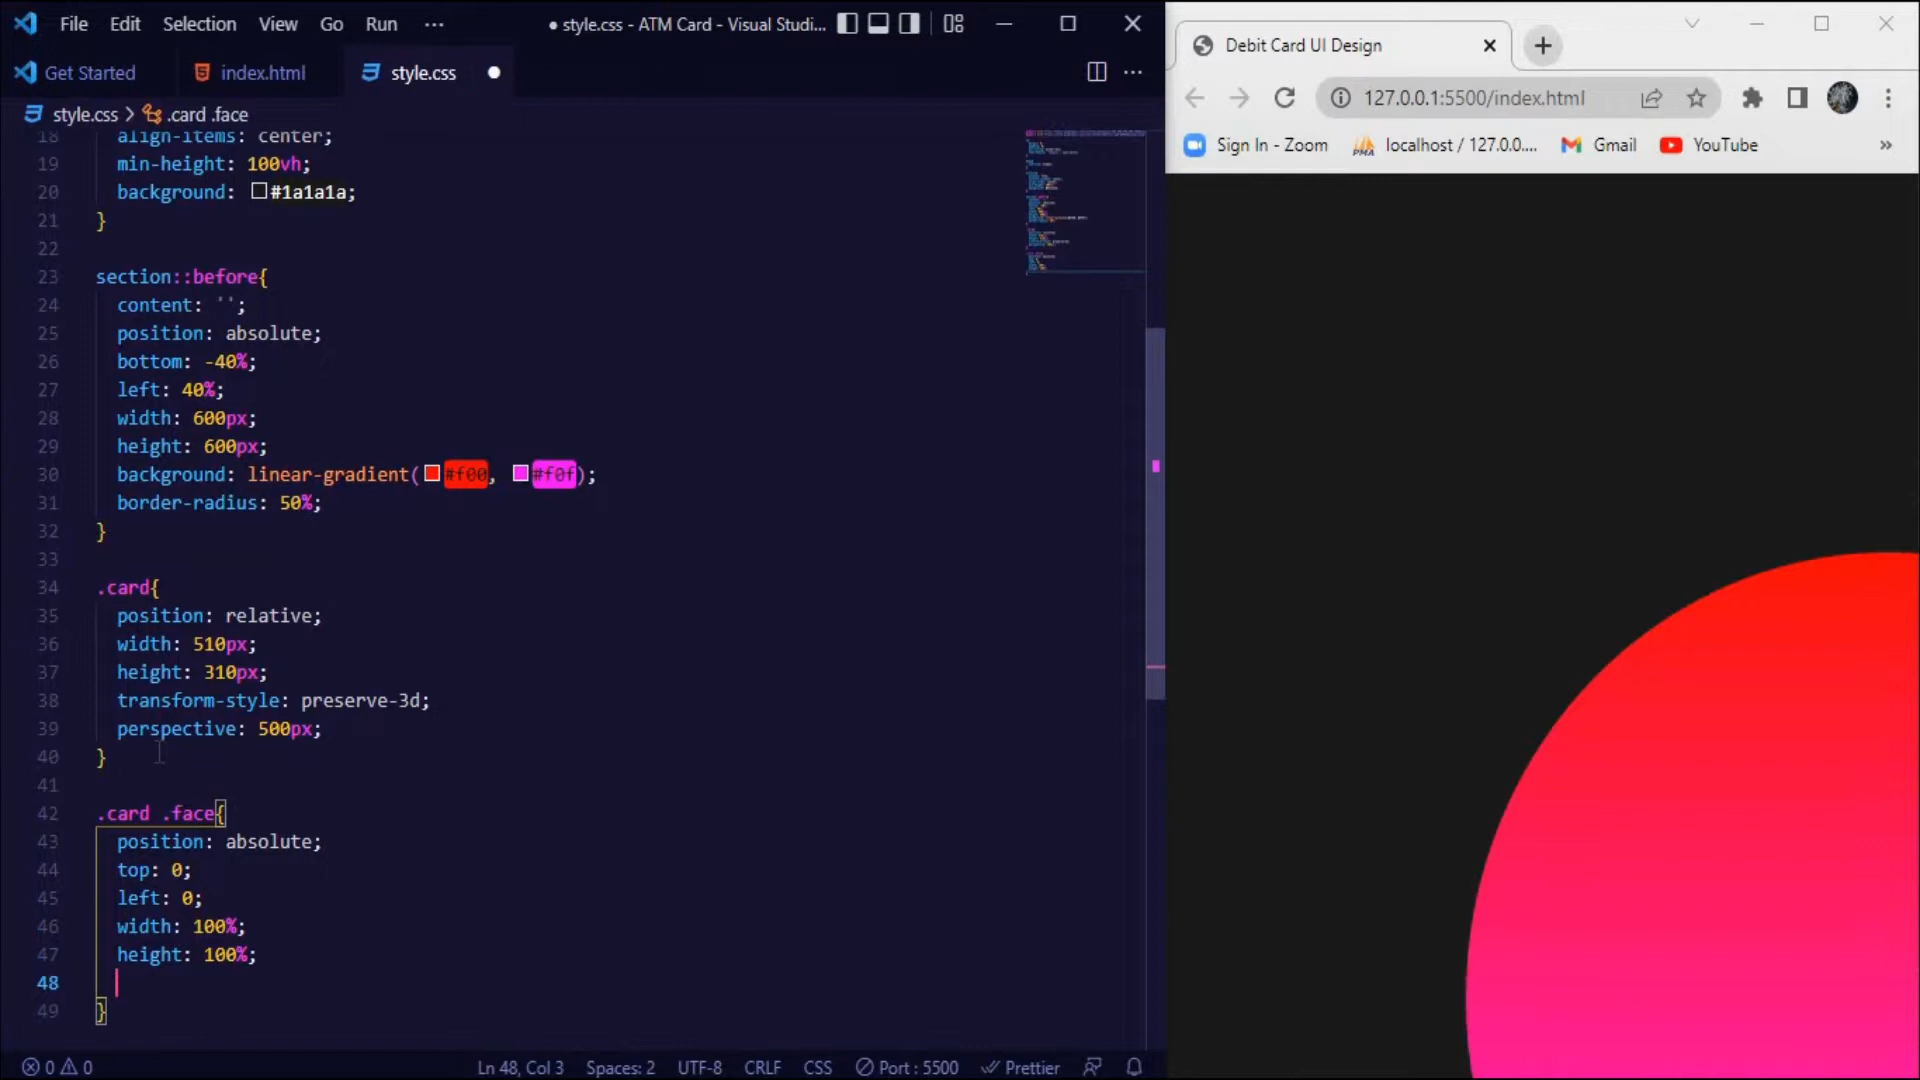 File Edit Selection View Go Run ··· ● style.css - ATM Card - Visual Studi...
Get Started index.html style.css ●
style.css > .card .face
18 align-items: center;
19 min-height: 100vh;
20 background: #1a1a1a;
21 }
22
23 section::before{
24 content: '';
25 position: absolute;
26 bottom: -40%;
27 left: 40%;
28 width: 600px;
29 height: 600px;
30 background: linear-gradient(#f00, #f0f);
31 border-radius: 50%;
32 }
33
34 .card{
35 position: relative;
36 width: 510px;
37 height: 310px;
38 transform-style: preserve-3d;
39 perspective: 500px;
40 }
41
42 .card .face{
43 position: absolute;
44 top: 0;
45 left: 0;
46 width: 100%;
47 height: 100%;
48
49 }
0 0 Ln 48, Col 3 Spaces: 2 UTF-8 CRLF CSS Port : 5500 Prettier
Debit Card UI Design
127.0.0.1:5500/index.html
Sign In - Zoom PMA localhost / 127.0.0.... Gmail YouTube »